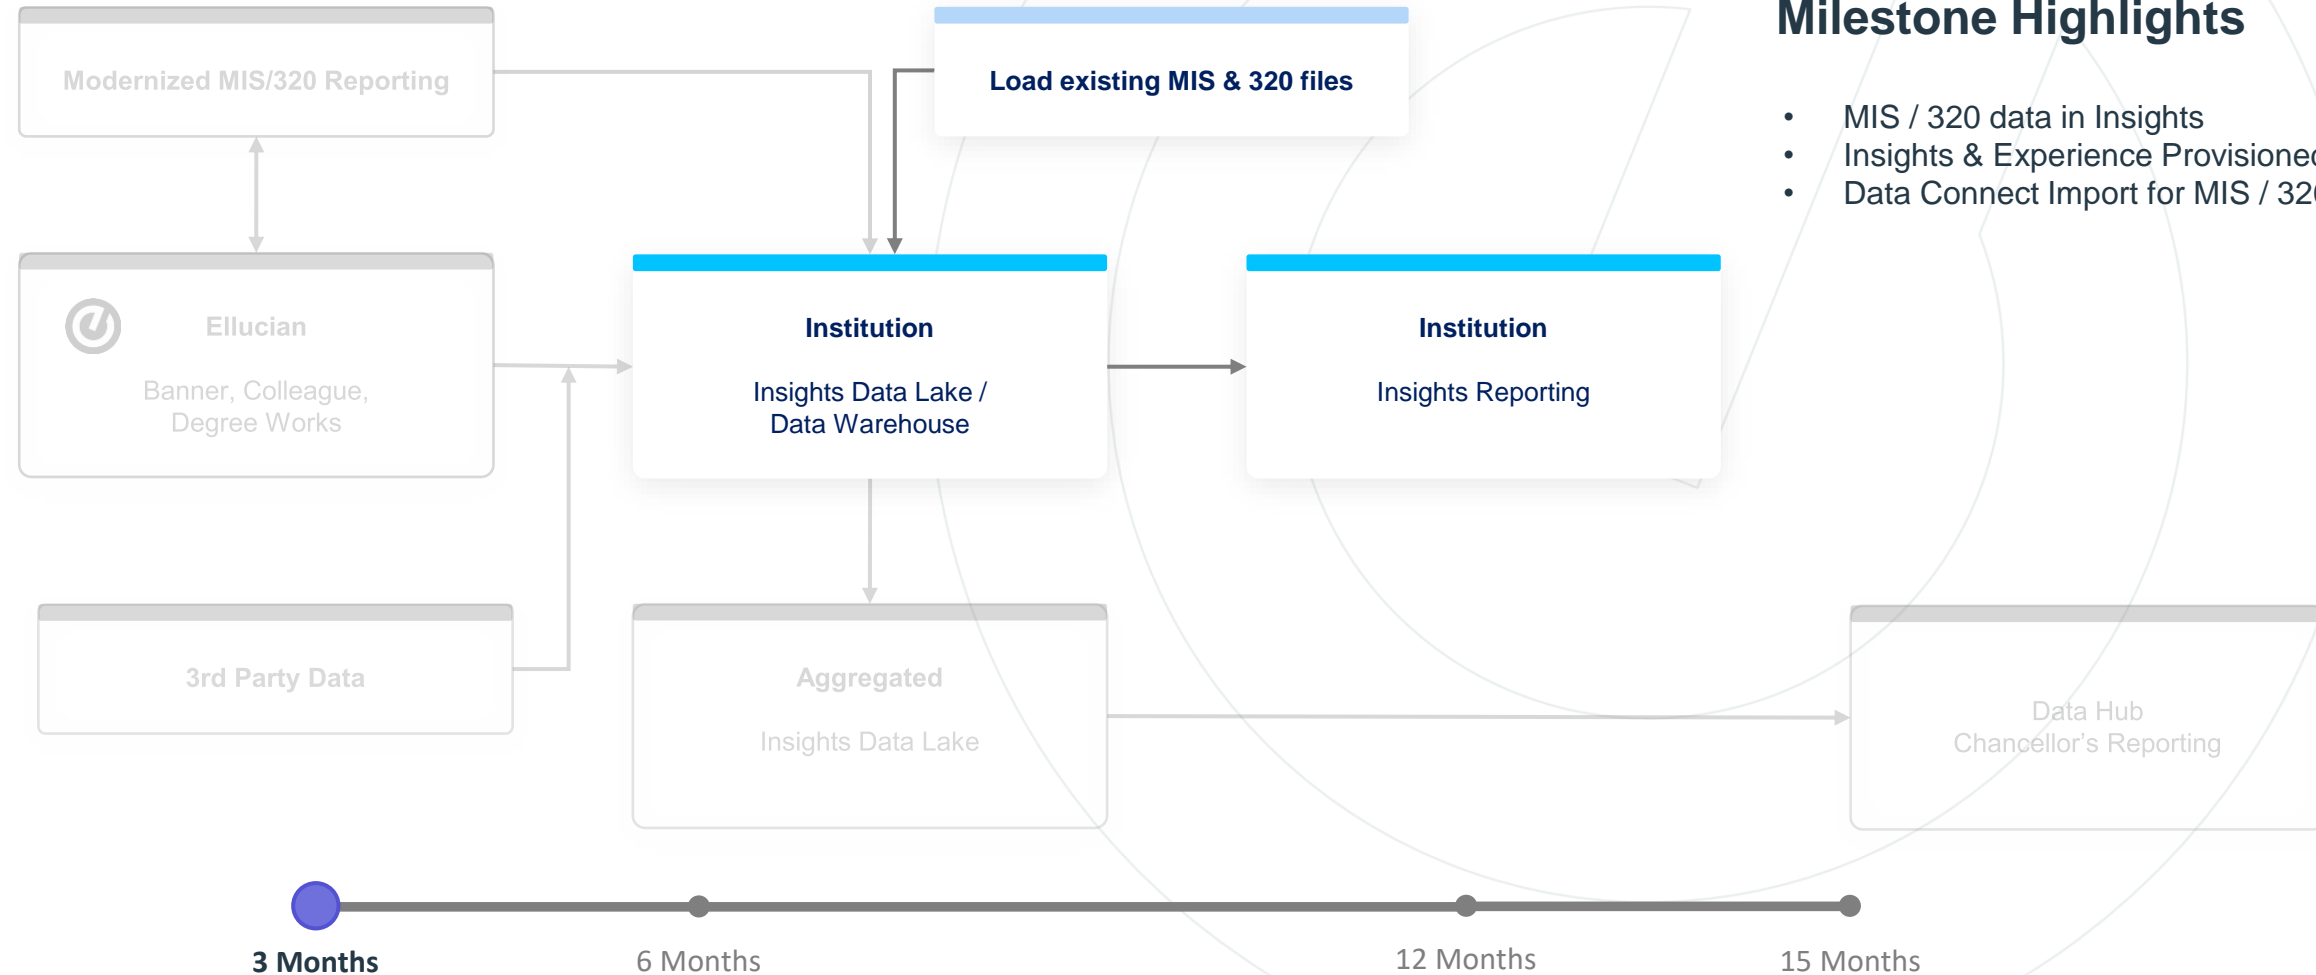 Milestone Highlights
• MIS / 320 data in Insights
• Insights & Experience Provisioned
• Data Connect Import for MIS / 320
Modernized MIS/320 Reporting
Load existing MIS & 320 files
Ellucian
Banner, Colleague,
Degree Works
Institution
Insights Data Lake /
Data Warehouse
Institution
Insights Reporting
3rd Party Data
Aggregated
Insights Data Lake
Data Hub
Chancellor’s Reporting
3 Months
6 Months
12 Months
15 Months